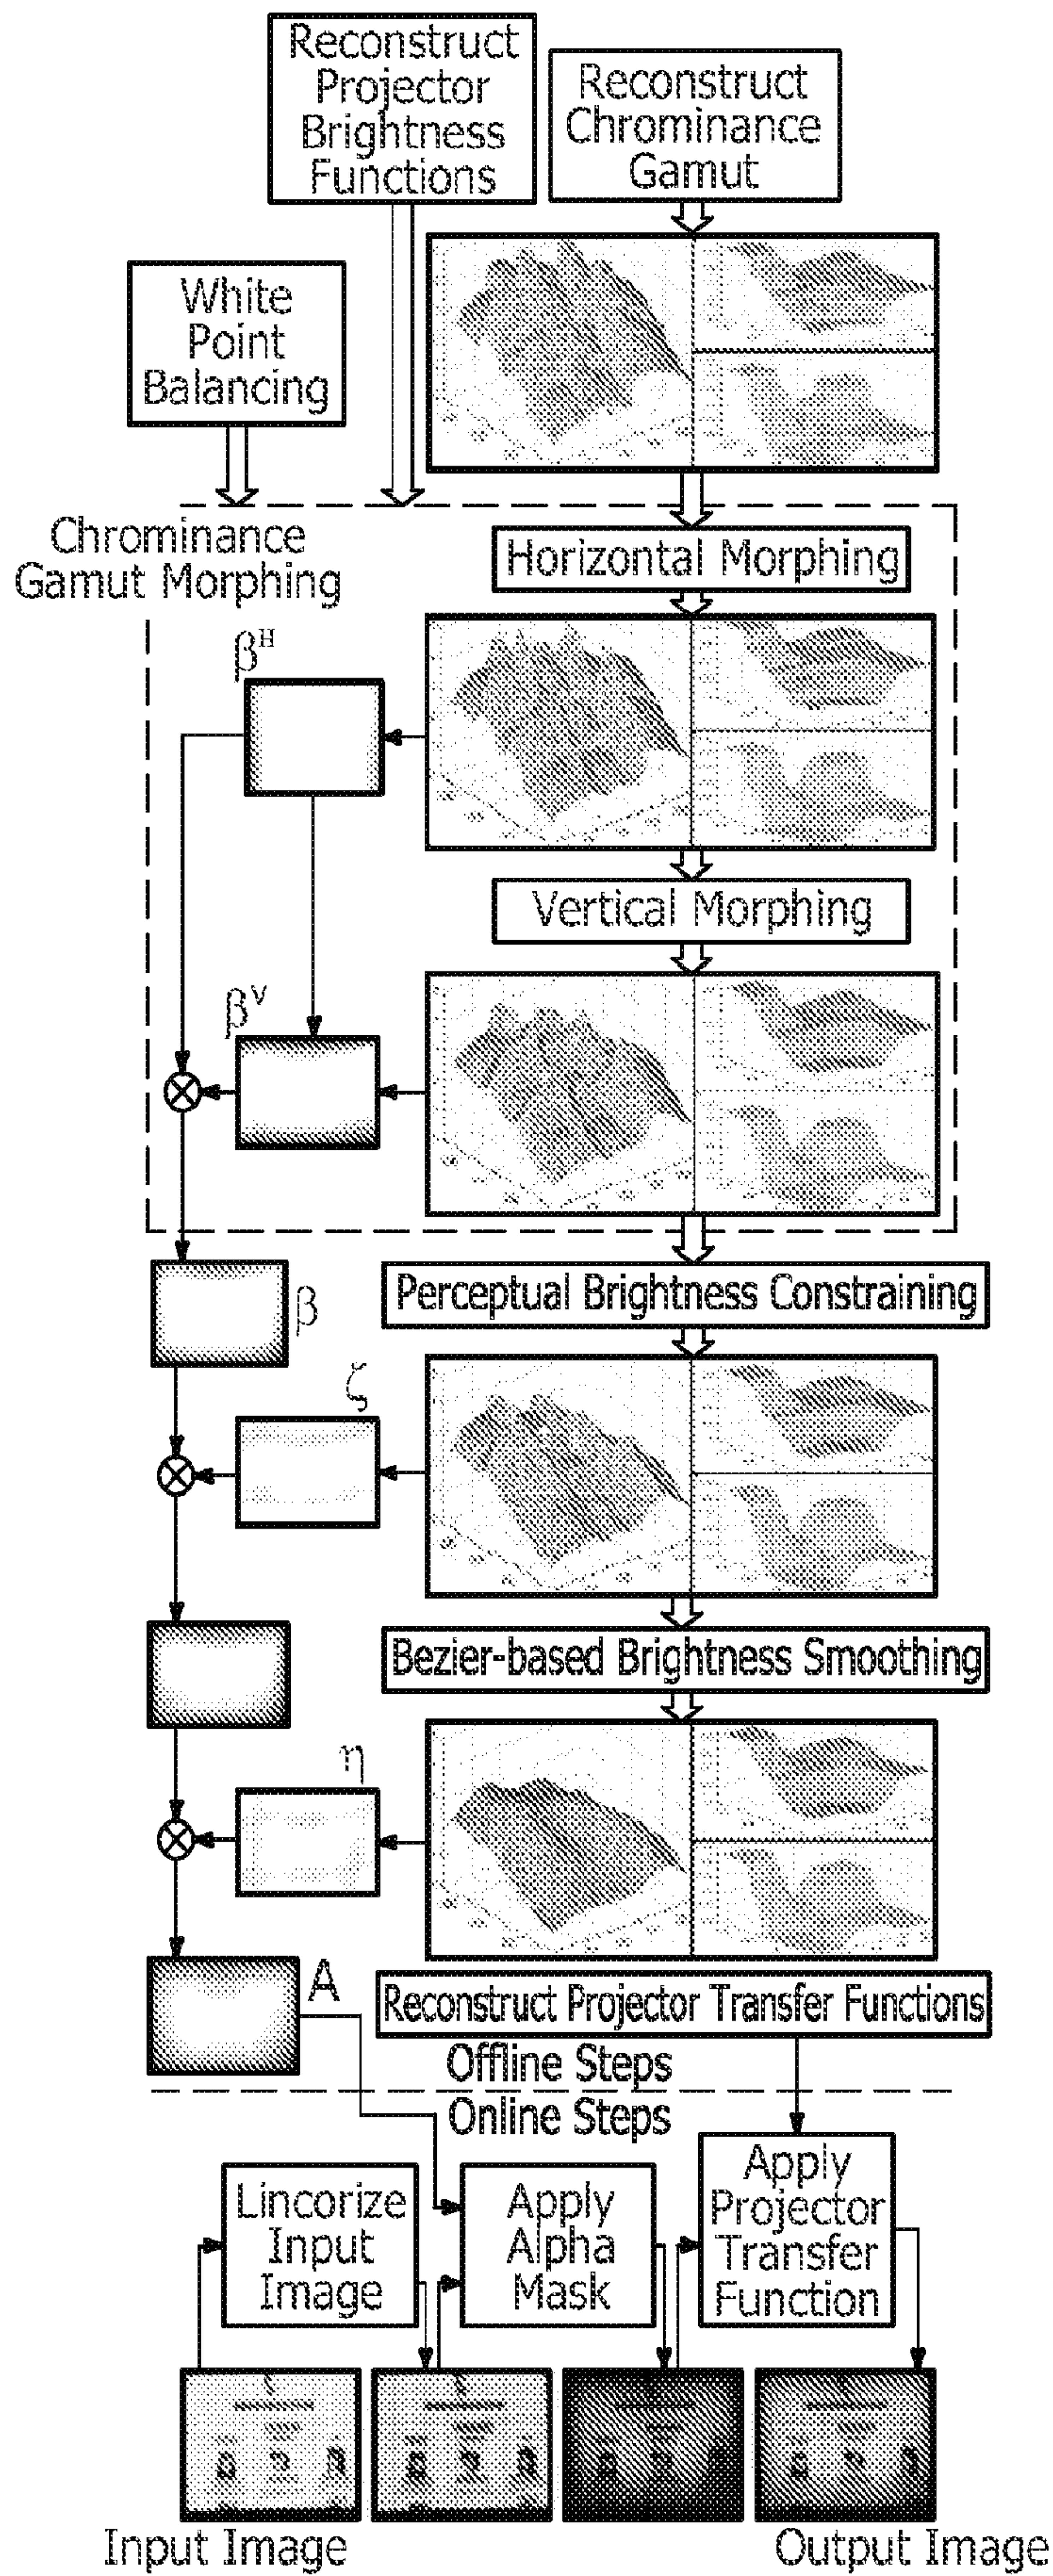 Reconstruct
Projector
Brightness
Functions
Reconstruct
Chrominance
Gamut
White
Point
Balancing
Chrominance
Gamut Morphing
Horizontal Morphing
βᴴ
Vertical Morphing
βⱽ
Perceptual Brightness Constraining
β
ζ
Bezier-based Brightness Smoothing
η
A
Reconstruct Projector Transfer Functions
Offline Steps
Online Steps
Lincorize
Input
Image
Apply
Alpha
Mask
Apply
Projector
Transfer
Function
Input Image
Output Image